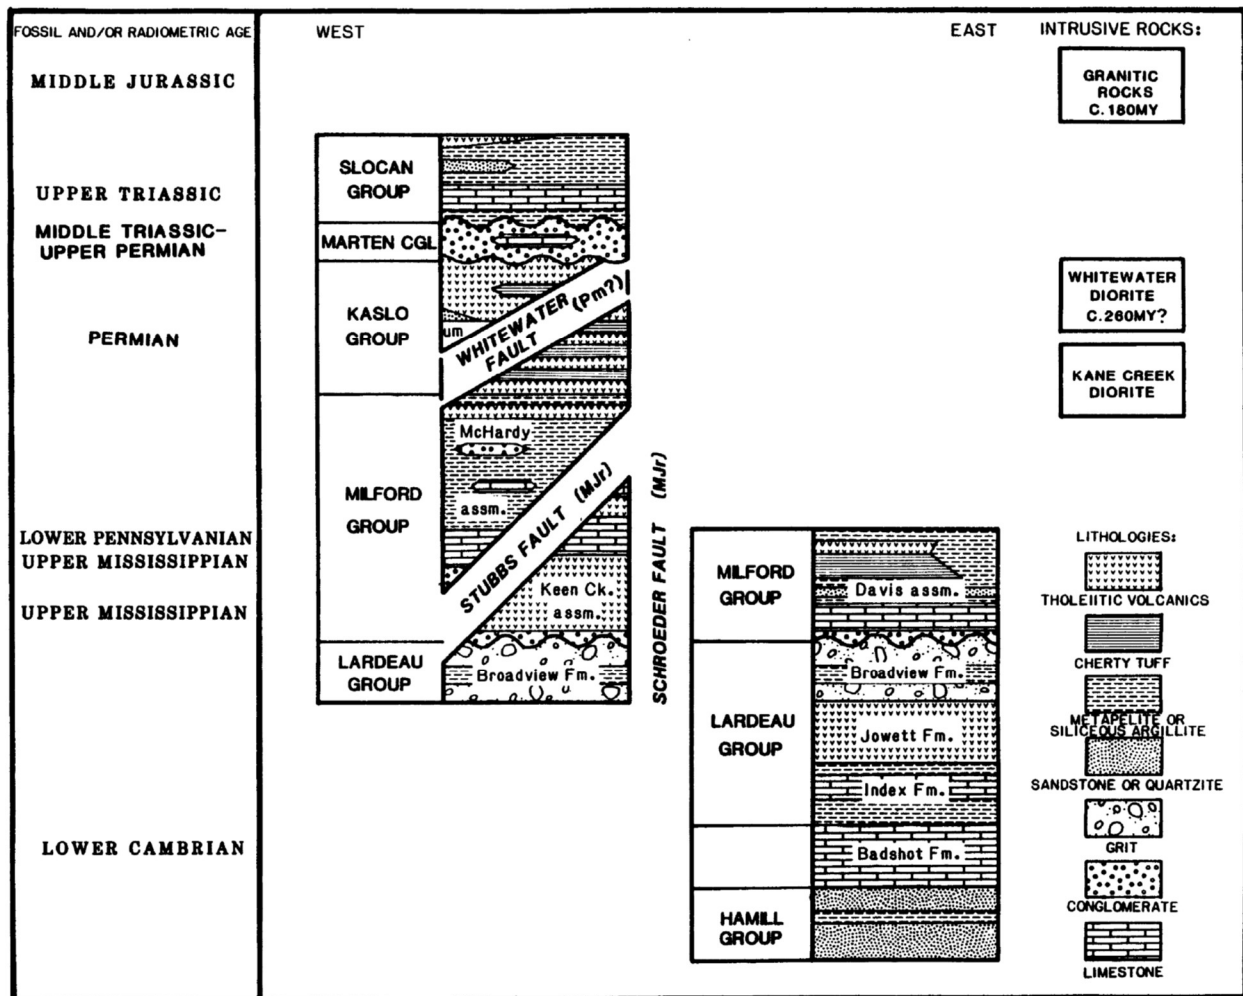 FOSSIL AND/OR RADIOMETRIC AGE
WEST
EAST
INTRUSIVE ROCKS:
MIDDLE JURASSIC
GRANITIC
ROCKS
C.180MY
SLOCAN
GROUP
UPPER TRIASSIC
MIDDLE TRIASSIC-
UPPER PERMIAN
MARTEN CGL
KASLO
GROUP
um
WHITEWATER (Pm?)
FAULT
WHITEWATER
DIORITE
C.260MY?
PERMIAN
KANE CREEK
DIORITE
McHardy
assm.
MILFORD
GROUP
STUBBS FAULT (MJr)
SCHROEDER FAULT (MJr)
LOWER PENNSYLVANIAN
UPPER MISSISSIPPIAN
UPPER MISSISSIPPIAN
Keen Ck.
assm.
LARDEAU
GROUP
Broadview Fm.
MILFORD
GROUP
Davis assm.
LARDEAU
GROUP
Broadview Fm.
Jowett Fm.
Index Fm.
LOWER CAMBRIAN
Badshot Fm.
HAMILL
GROUP
LITHOLOGIES:
THOLEIITIC VOLCANICS
CHERTY TUFF
METAPELITE OR
SILICEOUS ARGILLITE
SANDSTONE OR QUARTZITE
GRIT
CONGLOMERATE
LIMESTONE